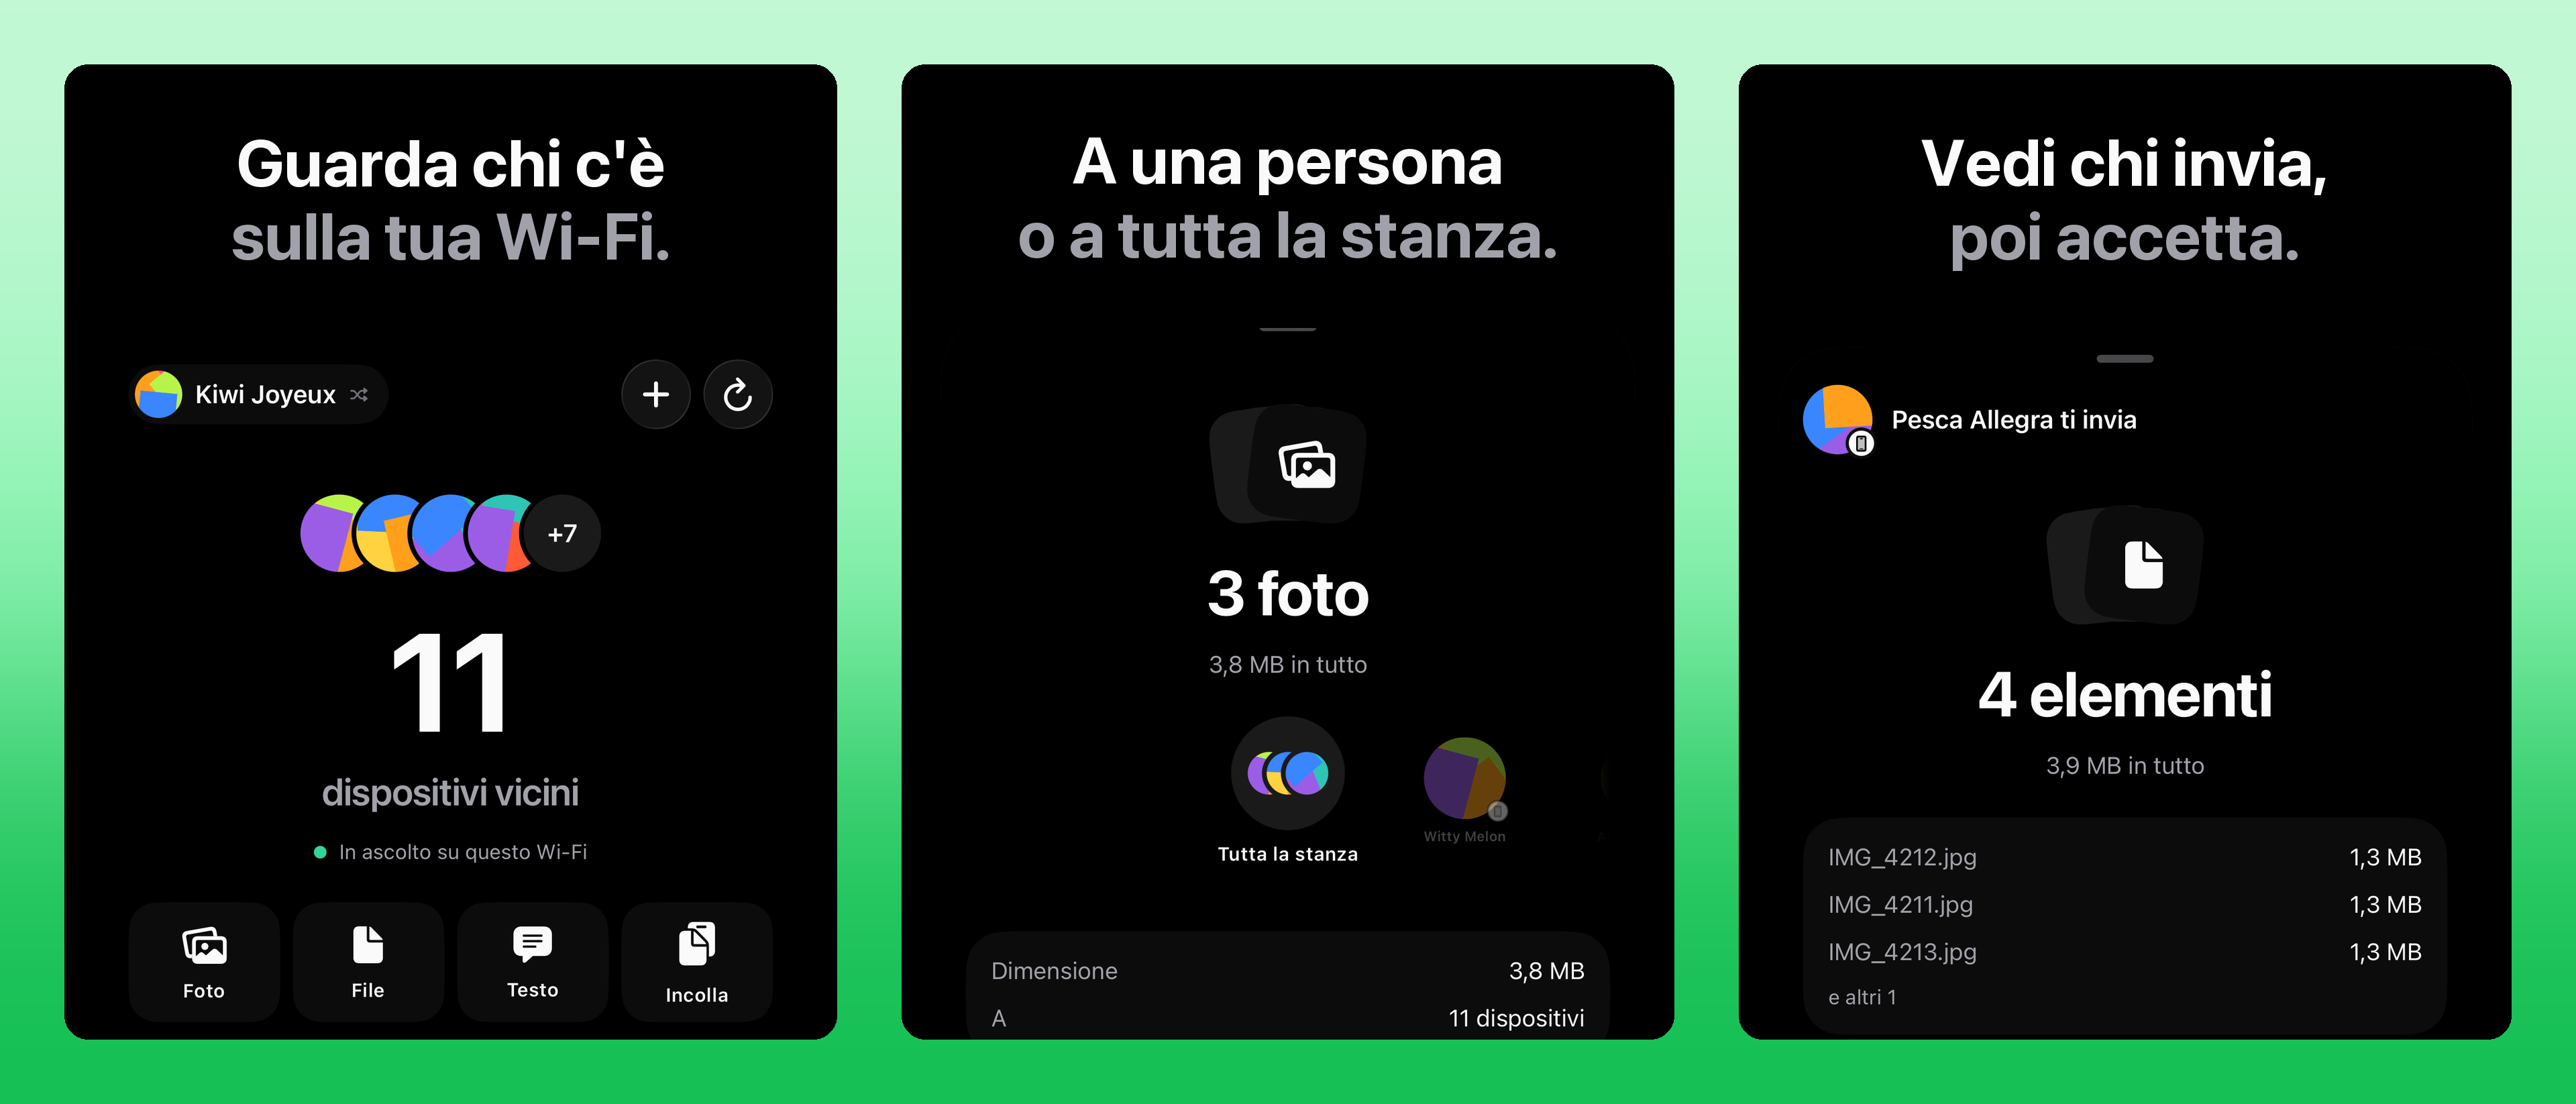 Guarda chi c'è
sulla tua Wi-Fi.
Kiwi Joyeux
+7
11
dispositivi vicini
In ascolto su questo Wi-Fi
Foto
File
Testo
Incolla
A una persona
o a tutta la stanza.
3 foto
3,8 MB in tutto
Tutta la stanza
Witty Melon
Dimensione 3,8 MB
A 11 dispositivi
Vedi chi invia,
poi accetta.
Pesca Allegra ti invia
4 elementi
3,9 MB in tutto
IMG_4212.jpg 1,3 MB
IMG_4211.jpg 1,3 MB
IMG_4213.jpg 1,3 MB
e altri 1